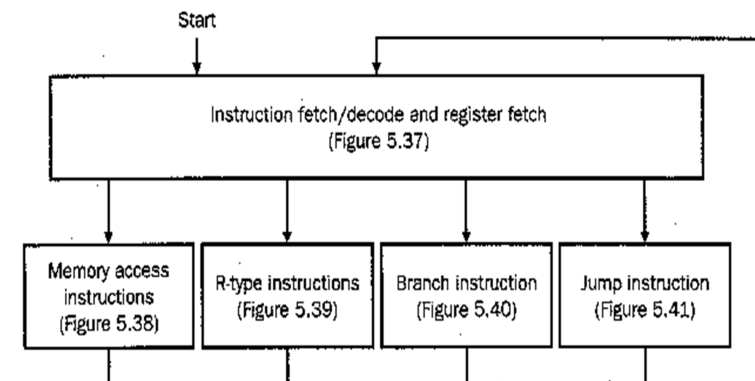 Start
Instruction fetch/decode and register fetch
(Figure 5.37)
Memory access
instructions
(Figure 5.38)
R-type instructions
(Figure 5.39)
Branch instruction
(Figure 5.40)
Jump instruction
(Figure 5.41)